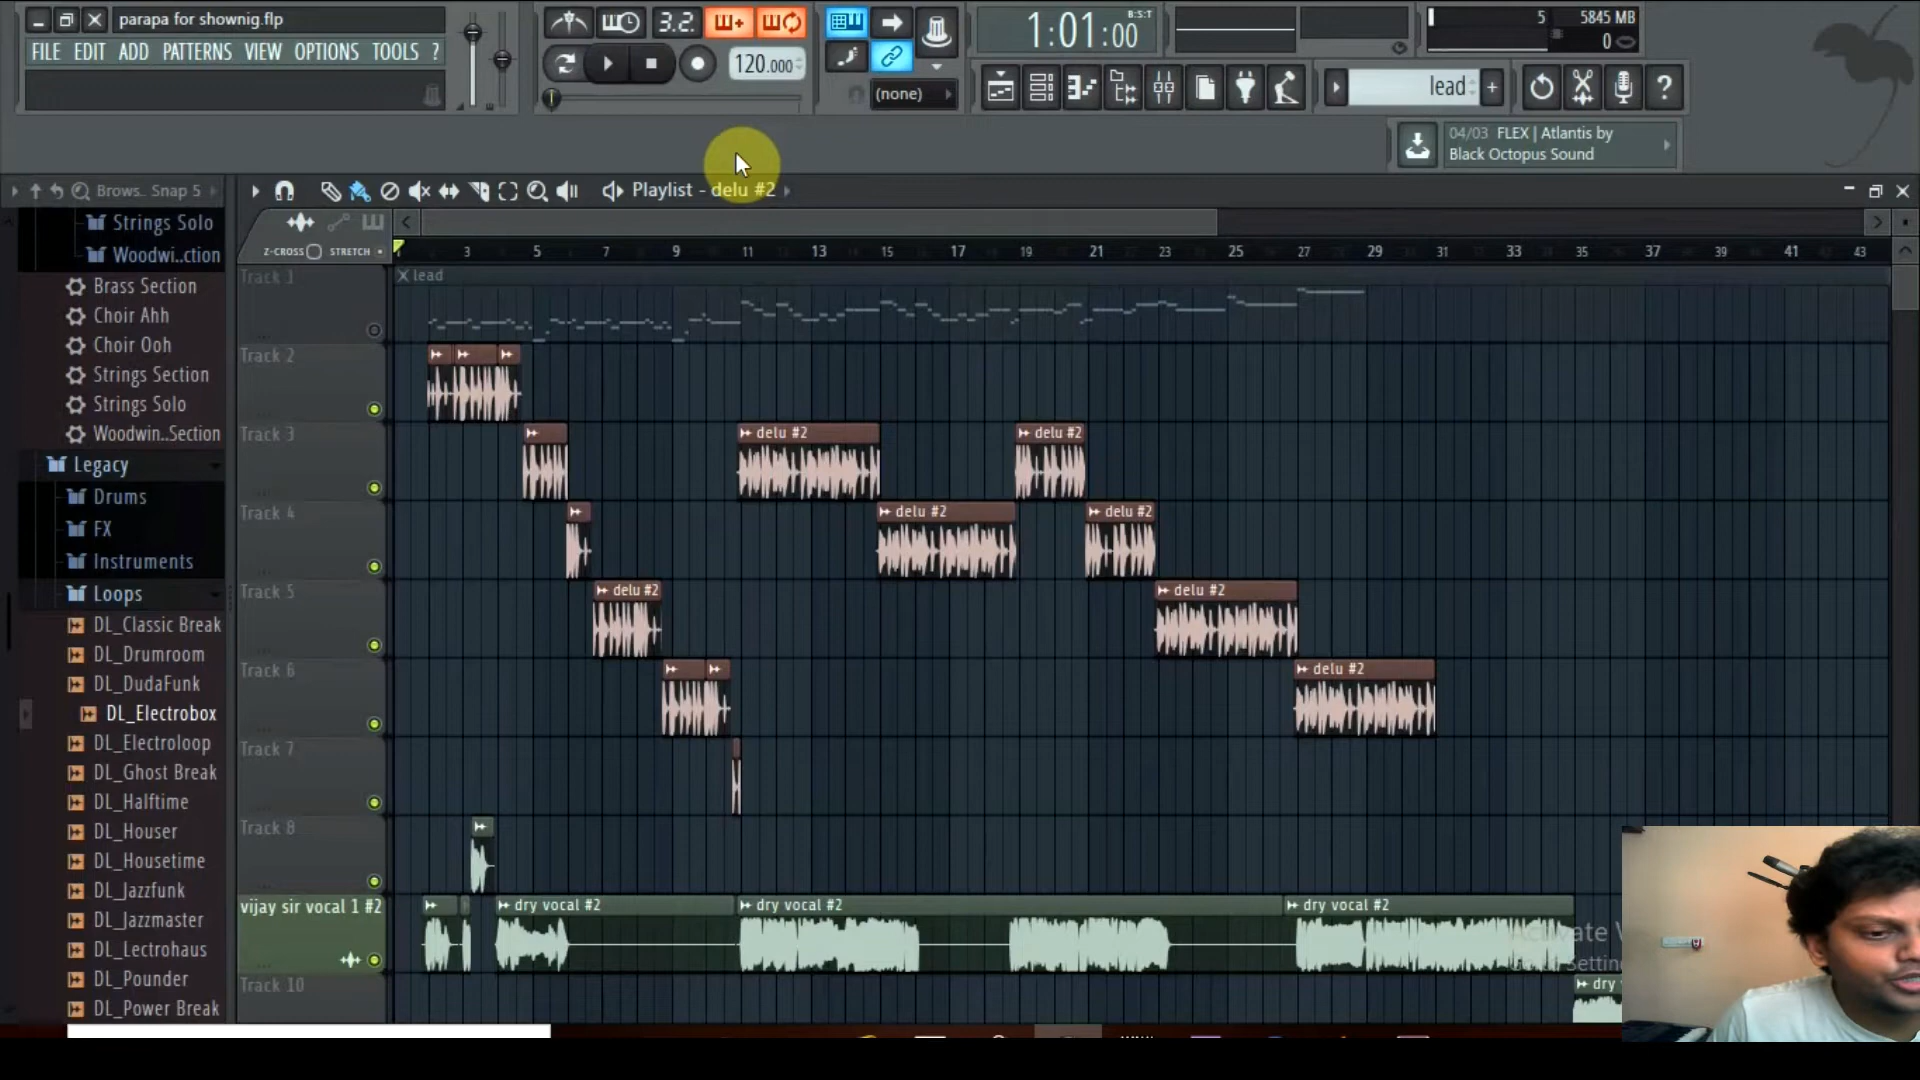 parapa for shownig.flp
FILE EDIT ADD PATTERNS VIEW OPTIONS TOOLS ?
3.2.
120.000
(none)
1:01:00
B:S:T
5
5845 MB
0
lead
04/03 FLEX | Atlantis by
Black Octopus Sound
Brows.. Snap 5
Playlist - delu #2
Z-CROSS STRETCH
3 5 7 9 11 13 15 17 19 21 23 25 27 29 31 33 35 37 39 41 43
Strings Solo
Woodwi..ction
Brass Section
Choir Ahh
Choir Ooh
Strings Section
Strings Solo
Woodwin..Section
Legacy
Drums
FX
Instruments
Loops
DL_Classic Break
DL_Drumroom
DL_DudaFunk
DL_Electrobox
DL_Electroloop
DL_Ghost Break
DL_Halftime
DL_Houser
DL_Housetime
DL_Jazzfunk
DL_Jazzmaster
DL_Lectrohaus
DL_Pounder
DL_Power Break
Track 1
lead
Track 2
Track 3
delu #2
delu #2
Track 4
delu #2
delu #2
Track 5
delu #2
delu #2
Track 6
delu #2
Track 7
Track 8
vijay sir vocal 1 #2
dry vocal #2
dry vocal #2
dry vocal #2
Track 10
dry